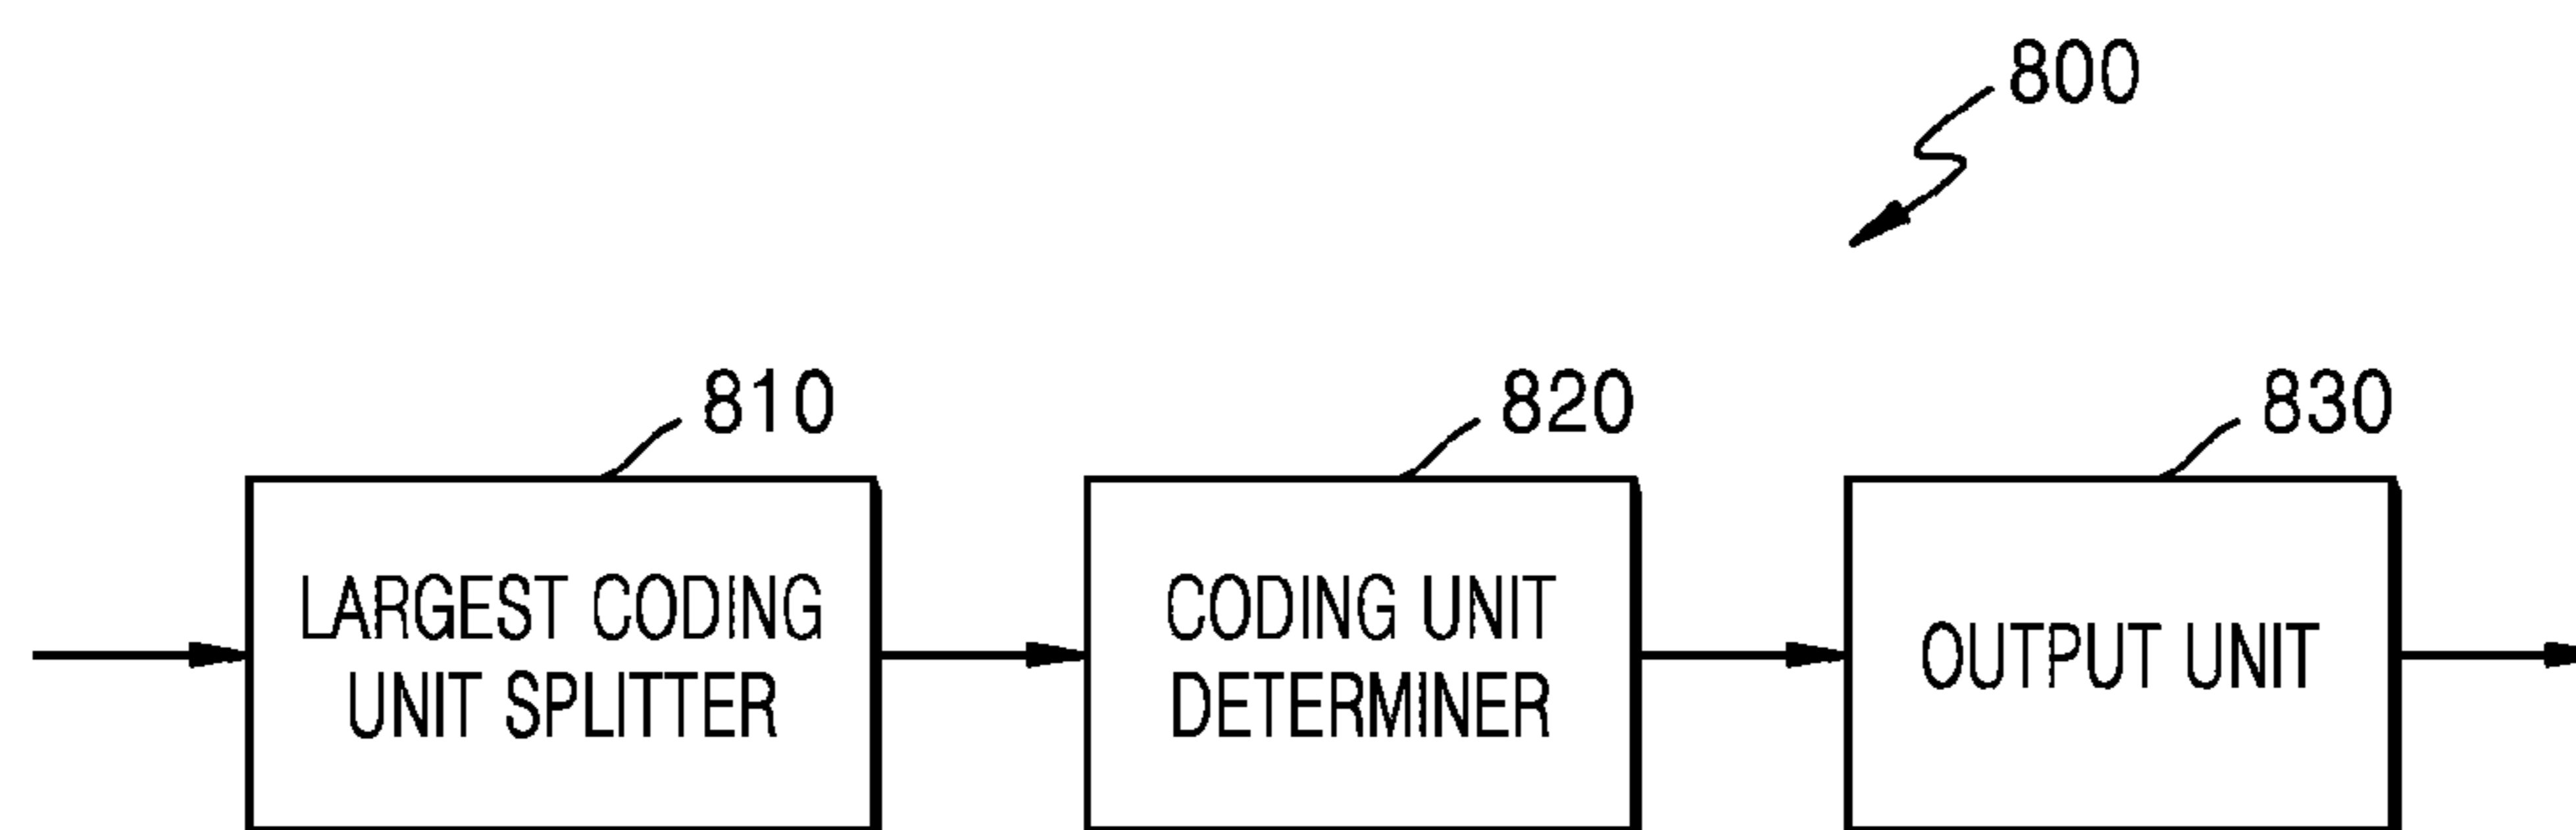 800
810
820
830
LARGEST CODING
UNIT SPLITTER
CODING UNIT
DETERMINER
OUTPUT UNIT